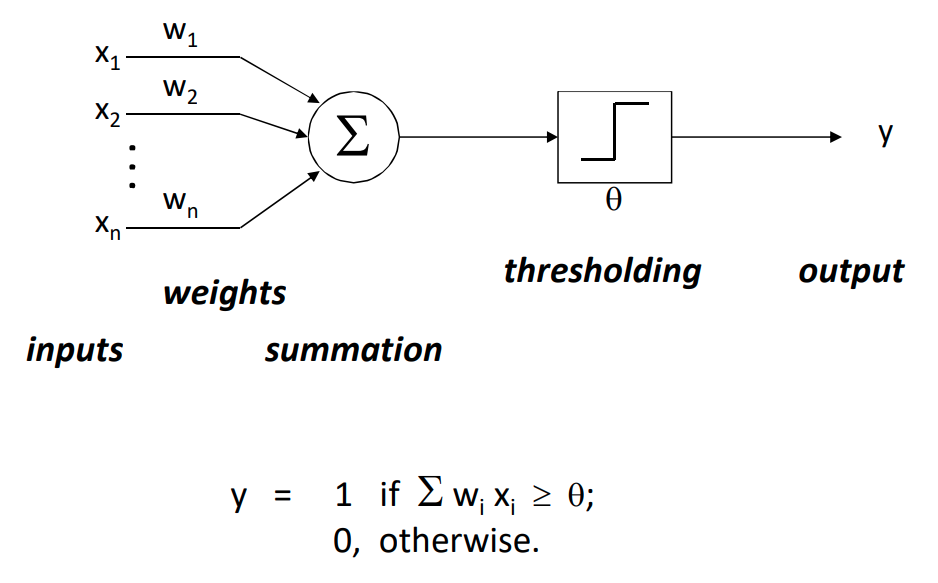 w₁
x₁
w₂
x₂
Σ
y
wₙ
xₙ
θ
thresholding output
weights
inputs summation
y = 1 if Σ wᵢ xᵢ ≥ θ;
0, otherwise.